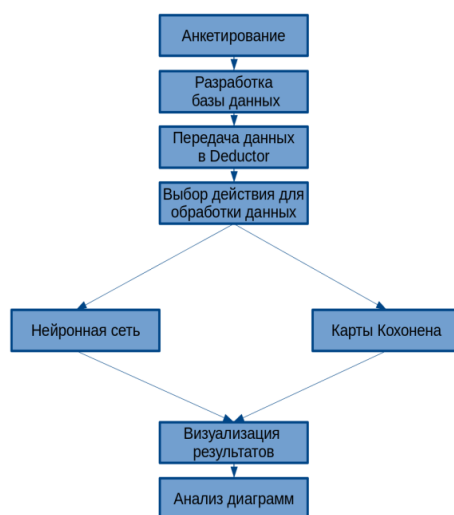 Анкетирование
Разработка
базы данных
Передача данных
в Deductor
Выбор действия для
обработки данных
Нейронная сеть
Карты Кохонена
Визуализация
результатов
Анализ диаграмм